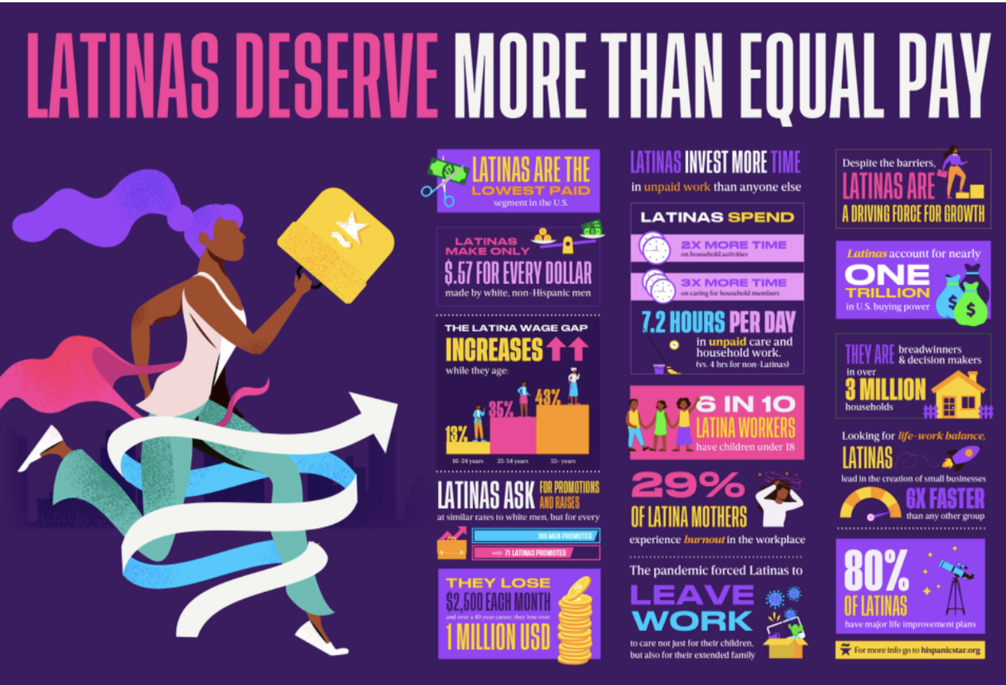 LATINAS DESERVE MORE THAN EQUAL PAY
LATINAS ARE THE
LOWEST PAID
segment in the U.S.
LATINAS
MAKE ONLY
$.57 FOR EVERY DOLLAR
made by white, non-Hispanic men
THE LATINA WAGE GAP
INCREASES
while they age:
13%
35%
43%
16-24 years
25-54 years
55+ years
LATINAS ASK FOR PROMOTIONS
AND RAISES
at similar rates to white men, but for every
100 MEN PROMOTED
71 LATINAS PROMOTED
THEY LOSE
$2,500 EACH MONTH
and over a 40 year career, they lose over
1 MILLION USD
LATINAS INVEST MORE TIME
in unpaid work than anyone else
LATINAS SPEND
2X MORE TIME
on household activities
3X MORE TIME
on caring for household members
7.2 HOURS PER DAY
in unpaid care and
household work.
(vs. 4 hrs for non-Latinas)
6 IN 10
LATINA WORKERS
have children under 18
29%
OF LATINA MOTHERS
experience burnout in the workplace
The pandemic forced Latinas to
LEAVE
WORK
to care not just for their children,
but also for their extended family
Despite the barriers,
LATINAS ARE
A DRIVING FORCE FOR GROWTH
Latinas account for nearly
ONE
TRILLION
in U.S. buying power
$
$
THEY ARE breadwinners
& decision makers
in over
3 MILLION
households
Looking for life-work balance,
LATINAS
lead in the creation of small businesses
6X FASTER
than any other group
80%
OF LATINAS
have major life improvement plans
For more info go to hispanicstar.org